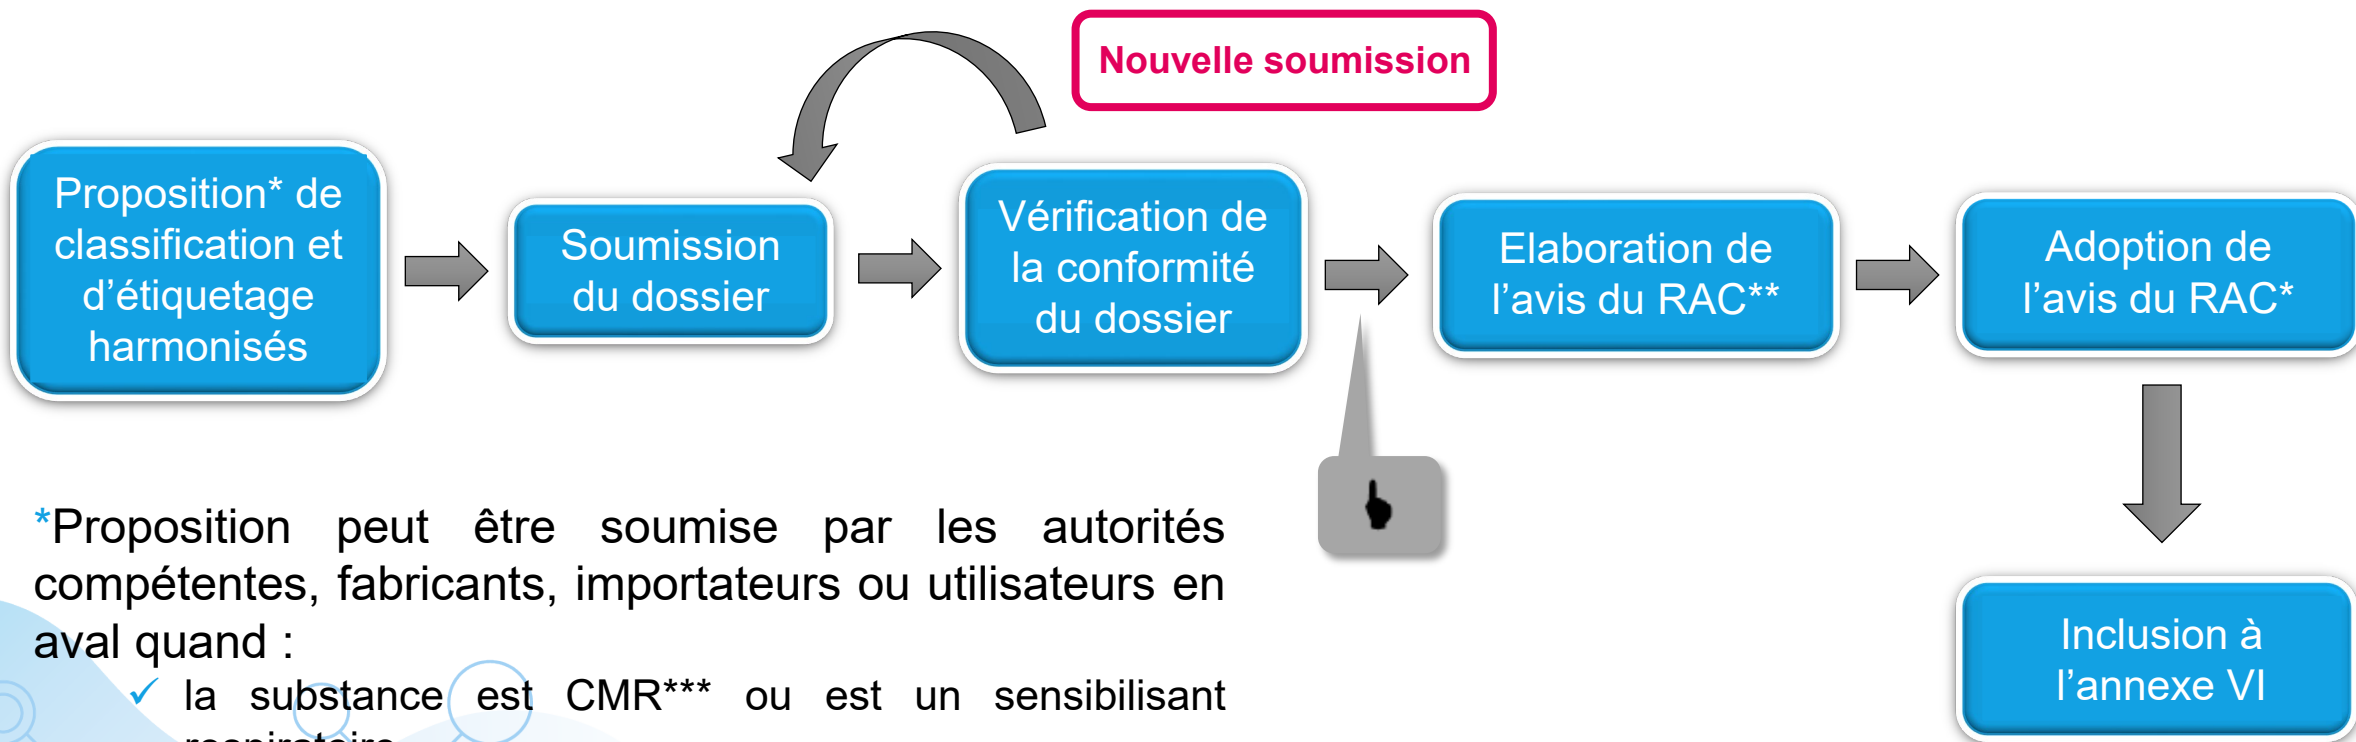 Nouvelle soumission
Proposition* de
classification et
d'étiquetage
harmonisés
Soumission
du dossier
Vérification de
la conformité
du dossier
Elaboration de
l'avis du RAC**
Adoption de
l'avis du RAC*
Inclusion à
l'annexe VI
*Proposition peut être soumise par les autorités
compétentes, fabricants, importateurs ou utilisateurs en
aval quand :
✓ la substance est CMR*** ou est un sensibilisant
respiratoire